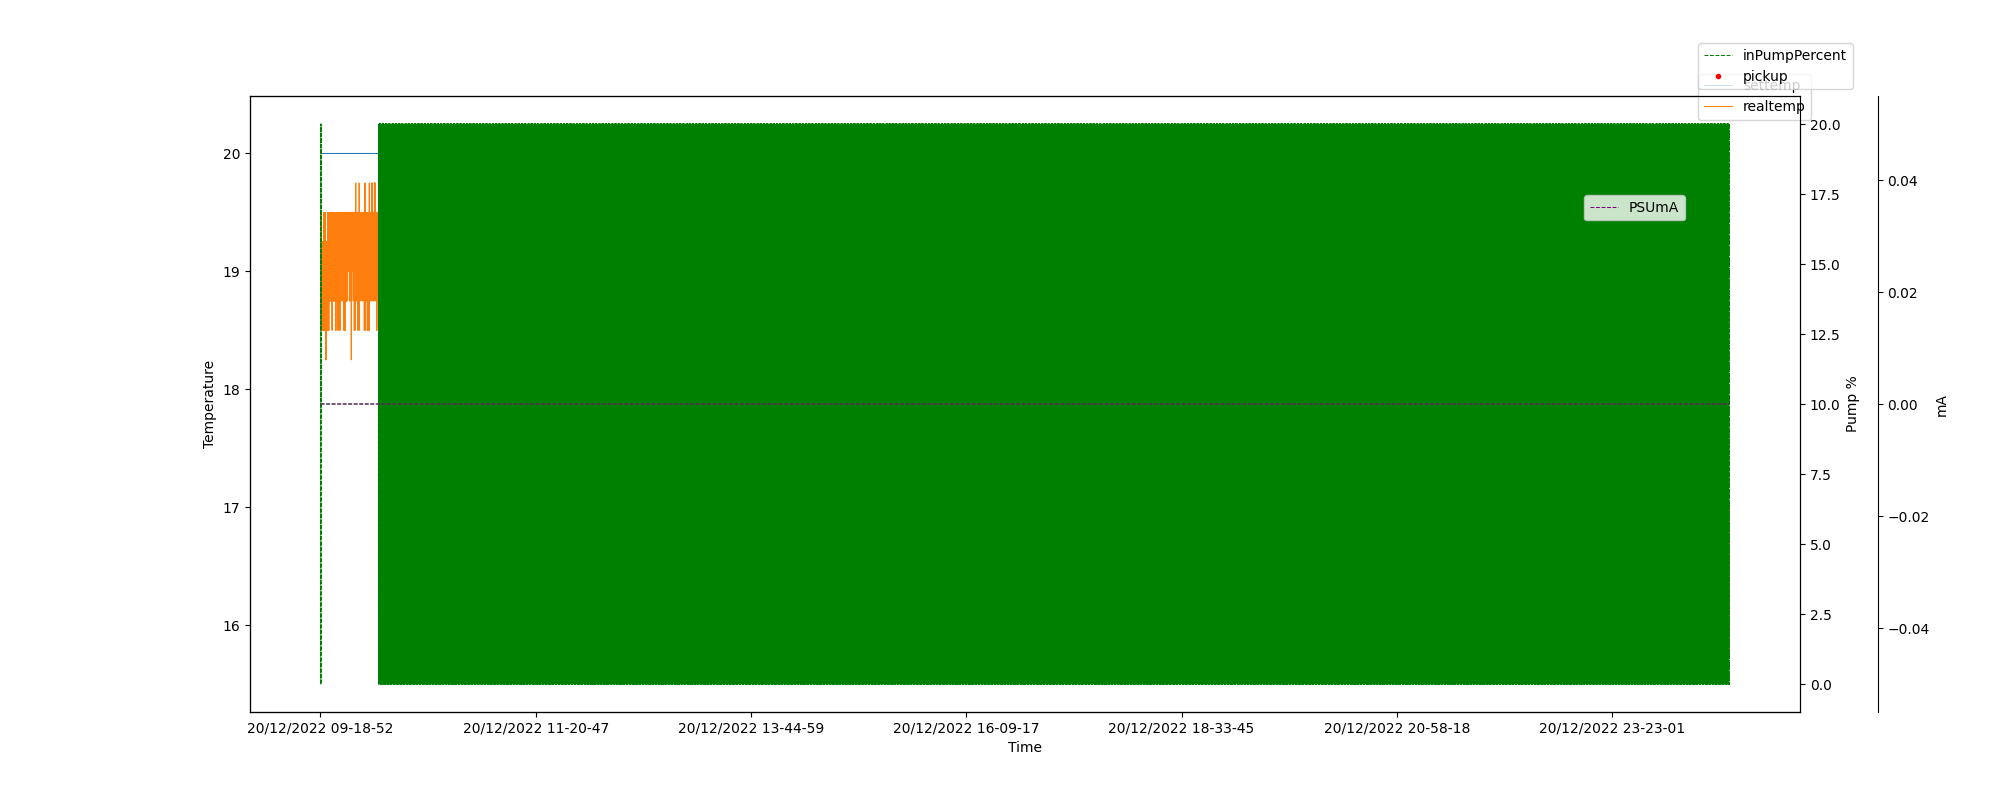 inPumpPercent
pickup
settemp
realtemp
PSUmA
20
19
18
17
16
Temperature
20.0
17.5
15.0
12.5
10.0
7.5
5.0
2.5
0.0
Pump %
0.04
0.02
0.00
−0.02
−0.04
mA
20/12/2022 09-18-52
20/12/2022 11-20-47
20/12/2022 13-44-59
20/12/2022 16-09-17
20/12/2022 18-33-45
20/12/2022 20-58-18
20/12/2022 23-23-01
Time